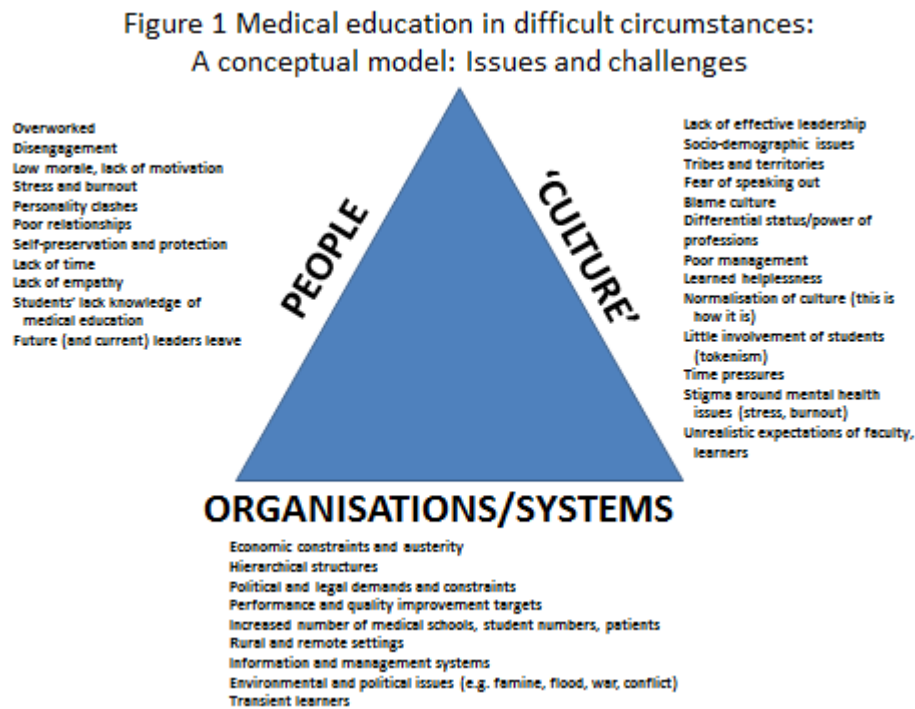 Figure 1 Medical education in difficult circumstances:
A conceptual model: Issues and challenges
Overworked
Disengagement
Low morale, lack of motivation
Stress and burnout
Personality clashes
Poor relationships
Self-preservation and protection
Lack of time
Lack of empathy
Students' lack knowledge of
medical education
Future (and current) leaders leave
PEOPLE
'CULTURE'
Lack of effective leadership
Socio-demographic issues
Tribes and territories
Fear of speaking out
Blame culture
Differential status/power of
professions
Poor management
Learned helplessness
Normalisation of culture (this is
how it is)
Little involvement of students
(tokenism)
Time pressures
Stigma around mental health
issues (stress, burnout)
Unrealistic expectations of faculty,
learners
ORGANISATIONS/SYSTEMS
Economic constraints and austerity
Hierarchical structures
Political and legal demands and constraints
Performance and quality improvement targets
Increased number of medical schools, student numbers, patients
Rural and remote settings
Information and management systems
Environmental and political issues (e.g. famine, flood, war, conflict)
Transient learners